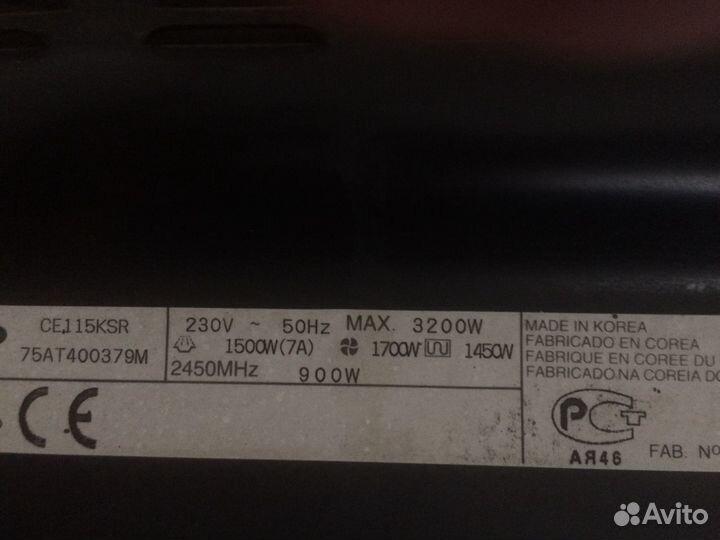 CE115KSR
75AT400379M
230V ~ 50Hz MAX. 3200W
1500W(7A) 1700W 1450W
2450MHz 900W
MADE IN KOREA
FABRICADO EN COREA
FABRIQUE EN COREE DU
FABRICADO NA COREIA DO
CE
РСТ
АЯ46
FAB. Nº
Avito